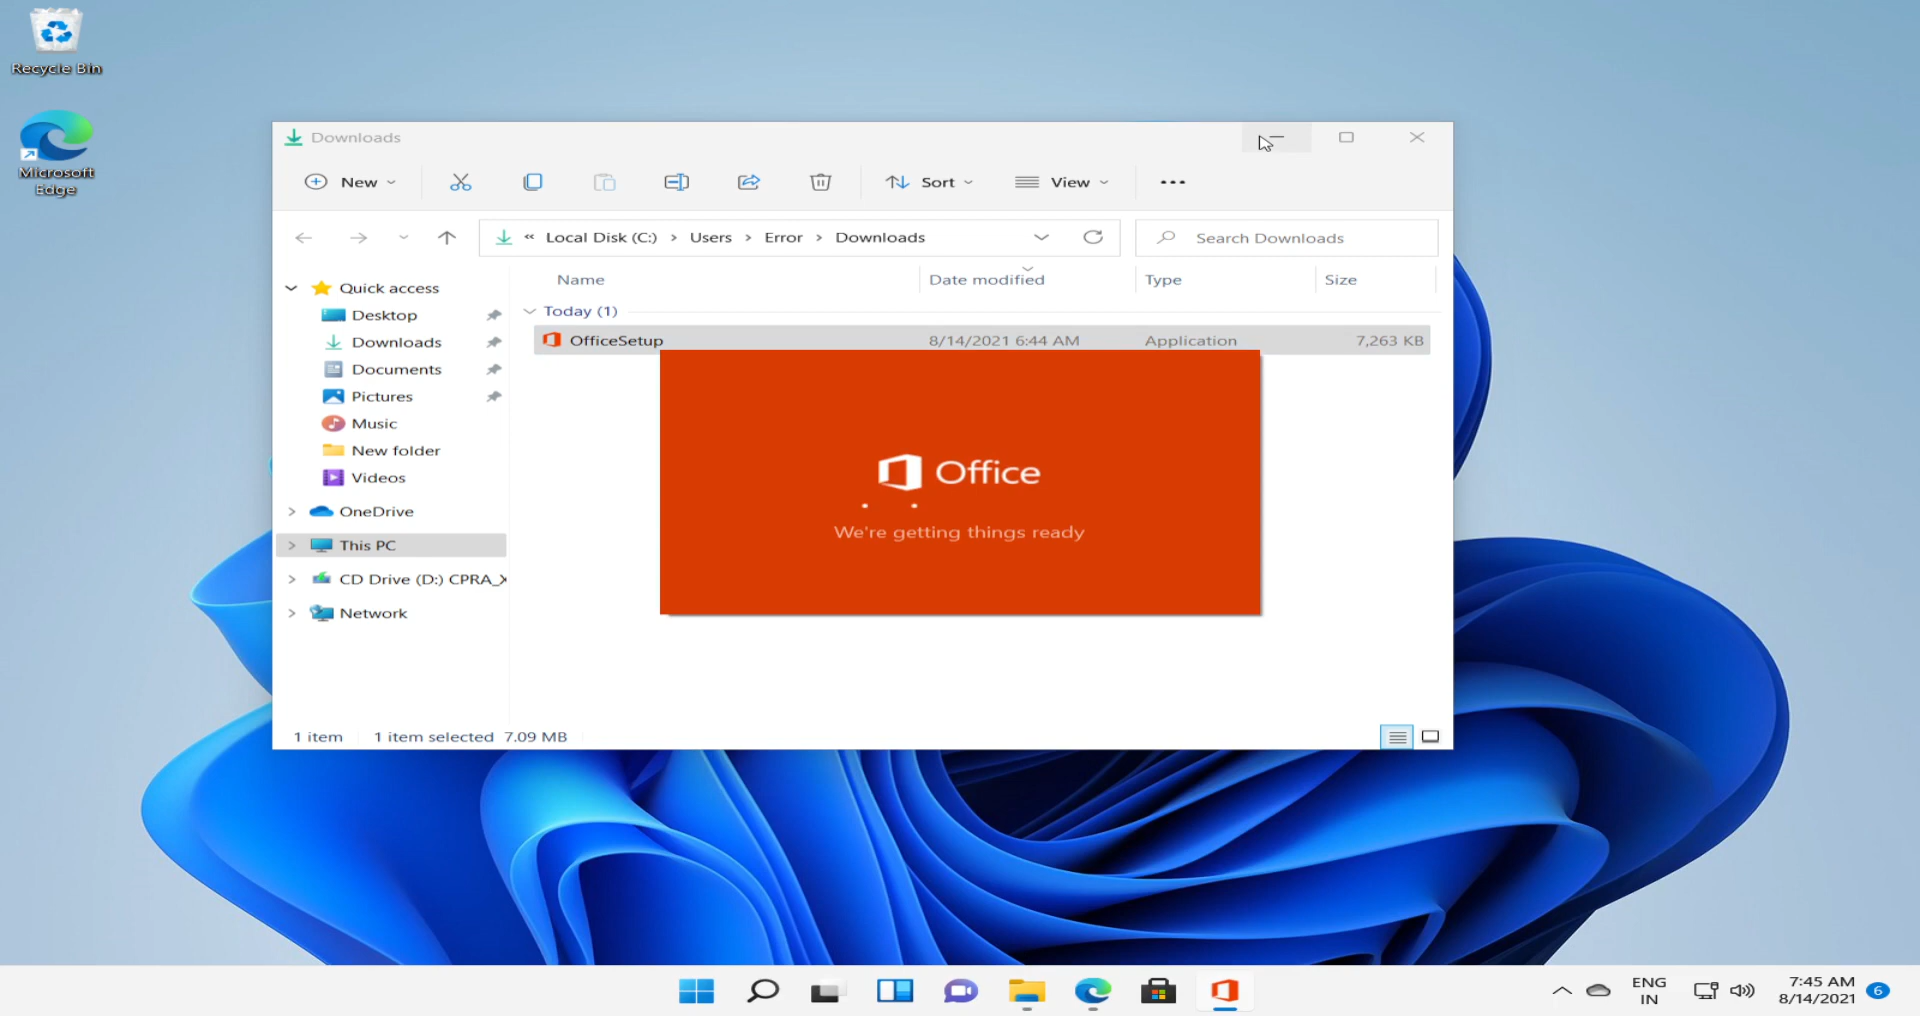 Recycle Bin
Microsoft
Edge
Downloads
New
Sort
View
« Local Disk (C:) > Users > Error > Downloads
Search Downloads
Name
Date modified
Type
Size
Quick access
Desktop
Downloads
Documents
Pictures
Music
New folder
Videos
OneDrive
This PC
CD Drive (D:) CPRA_X
Network
Today (1)
OfficeSetup
8/14/2021 6:44 AM
Application
7,263 KB
Office
We're getting things ready
1 item
1 item selected 7.09 MB
ENG
IN
7:45 AM
8/14/2021
6